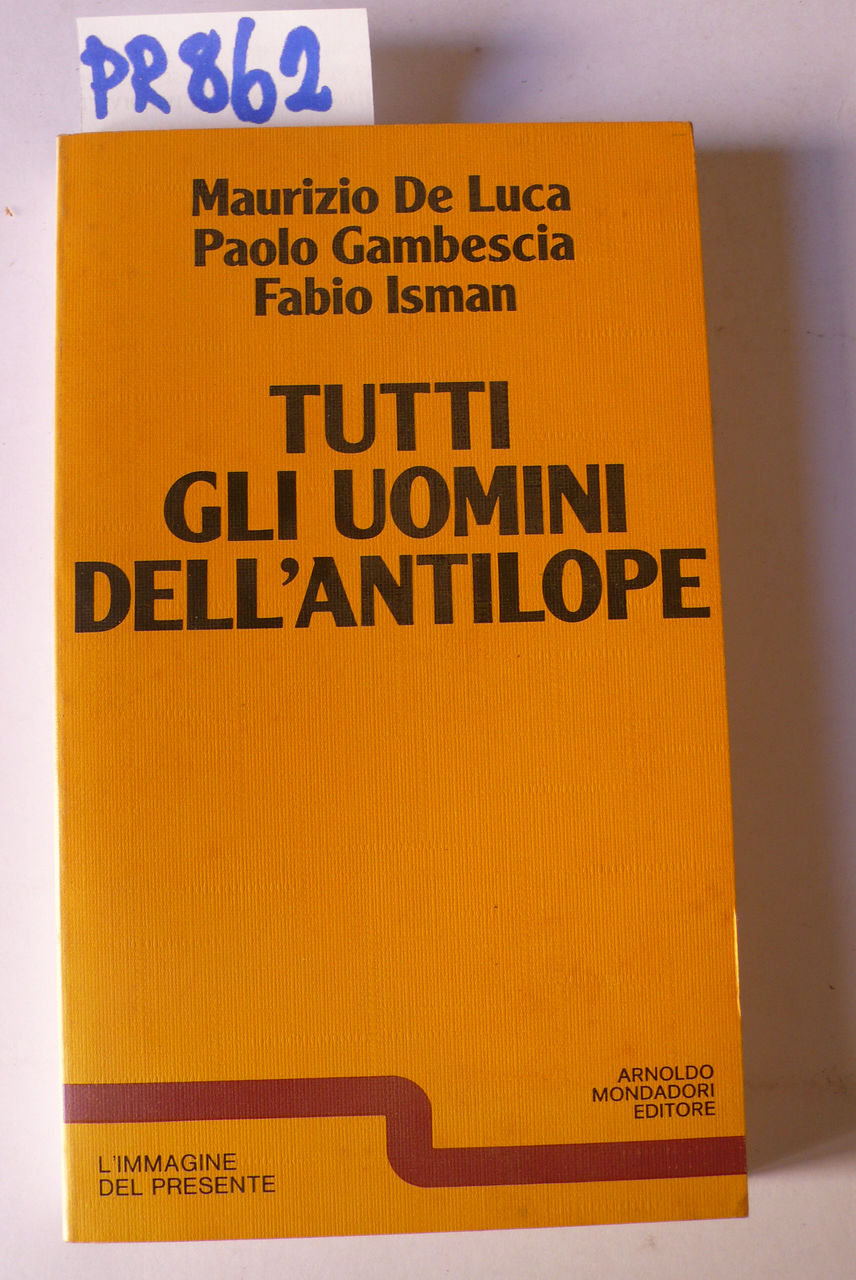 PR862
Maurizio De Luca
Paolo Gambescia
Fabio Isman
TUTTI
GLI UOMINI
DELL'ANTILOPE
ARNOLDO
MONDADORI
EDITORE
L'IMMAGINE
DEL PRESENTE